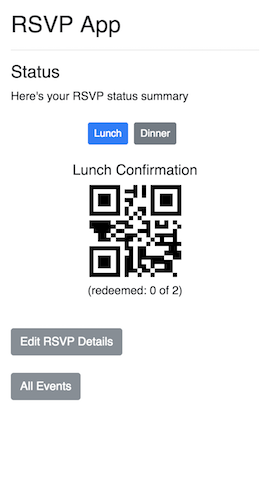 RSVP App
Status
Here's your RSVP status summary
Lunch Dinner
Lunch Confirmation
(redeemed: 0 of 2)
Edit RSVP Details
All Events